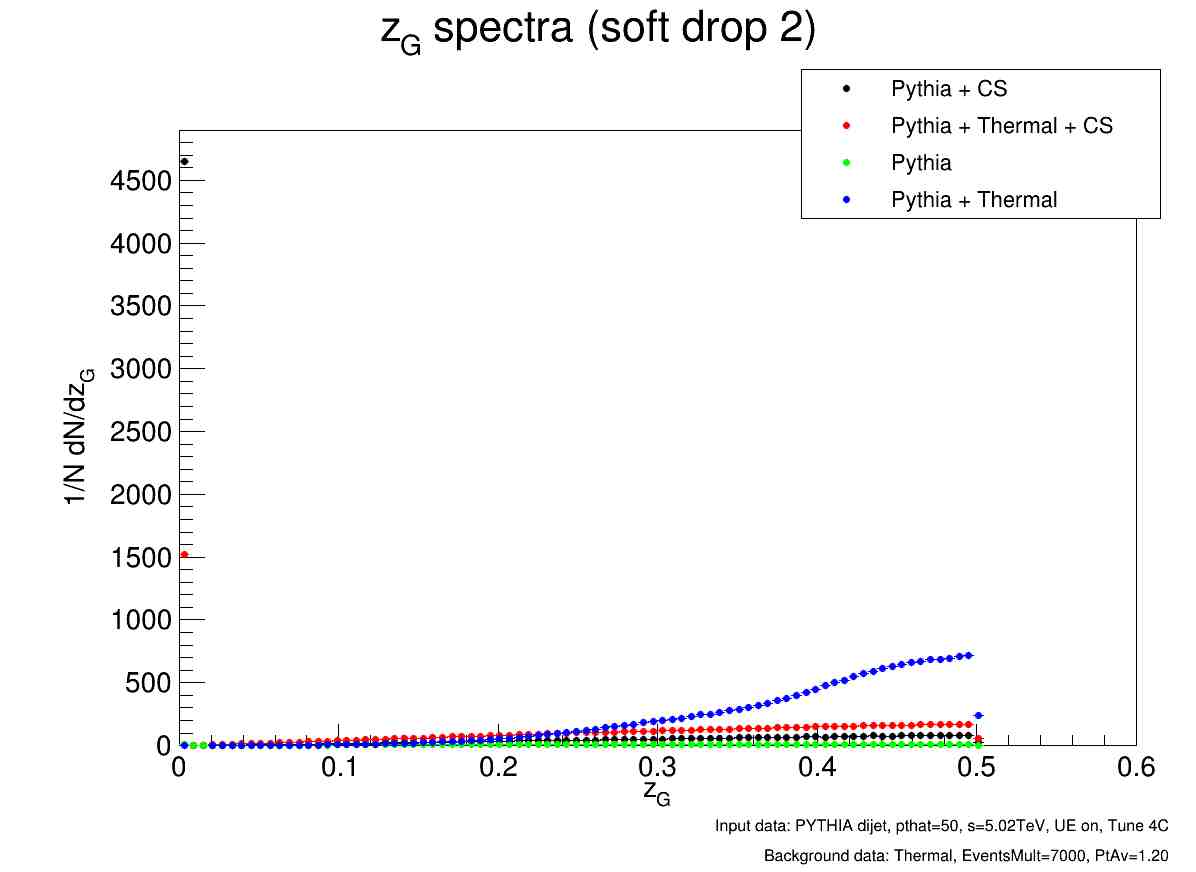 zG spectra (soft drop 2)
Pythia + CS
Pythia + Thermal + CS
Pythia
Pythia + Thermal
4500
4000
3500
3000
2500
2000
1500
1000
500
0
1/N dN/dzG
0 0.1 0.2 0.3 0.4 0.5 0.6
zG
Input data: PYTHIA dijet, pthat=50, s=5.02TeV, UE on, Tune 4C
Background data: Thermal, EventsMult=7000, PtAv=1.20